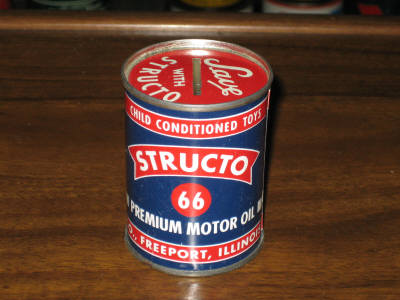 Save
WITH
STRUCTO
CHILD CONDITIONED TOYS
STRUCTO
66
PREMIUM MOTOR OIL
FREEPORT, ILLINOIS